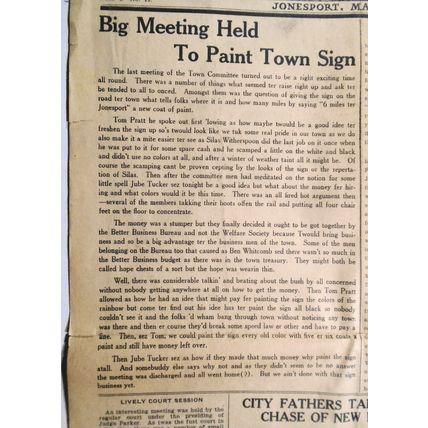 JONESPORT, MA
Big Meeting Held
To Paint Town Sign
The last meeting of the Town Committee turned out to be a right exciting time
all round. There was a number of things what seemed ter raise right up and ask ter
be tended to all to onced. Amongst them was the question of giving the sign on the
road ter town what tells folks where it is and how many miles by saying "6 miles ter
Jonesport" a new coat of paint.
Tom Pratt he spoke out first 'lowing as how maybe twould be a good idee ter
freshen the sign up so's twould look like we tuk some real pride in our town as we do
also make it a mite easier ter see as Silas Witherspoon did the last job on it once when
he was put to it for some spare cash and he scamped a little on the white and black
and didn't use no colors at all, and after a winter of weather taint all it might be. Of
course the scamping cant be proven cepting by the looks of the sign or the reperta-
tion of Silas. Then after the committee men had meditated on the notion for some
little spell Jube Tucker sez tonight be a good idee but what about the money fer hir-
ing and what colors would it be this time. There was an all fired hot argument then
—several of the members takking their hoots offen the rail and putting all four chair
feet on the floor to concentrate.
The money was a stumper but they finally decided it ought to be got together by
the Better Business Bureau and not the Welfare Society because Twould bring busi-
ness and so be a big advantage ter the business men of the town. Some of the men
belonging on the Bureau too that caused as Ben Whitcomb sed there wasn't so much in
the Better Business budget as there was in the town treasury. They might both be
called hope chests of a sort but the hope was wearin thin.
Well, there was considerable talkin' and beating about the bush by all concerned
without nobody getting anywhere at all on how to get the money. Then Tom Pratt
allowed as how he had an idee that might pay fer painting the sign the colors of the
rainbow but come ter find out his idee has ter paint the sign all black so nobody
couldn't see it and the folks 'd wham bang through town without noticing any town
was there and then er course they'd break some speed law er other and have to pay a
fine. Then, sez Tom, we could paint the sign every old color with five er six coats a
paint and still have money left over.
Then Jube Tucker sez as how if they made that much money why paint the sign
atall. And somebuddy else says why not and as they didn't seem to be no answer
the meeting was discharged and all went home(?). But we ain't done with that sign
business yet.
LIVELY COURT SESSION
An interesting meeting was held by the
regular court under the presiding of
Judge Parker. As twas the fust court in
CITY FATHERS TA
CHASE OF NEW